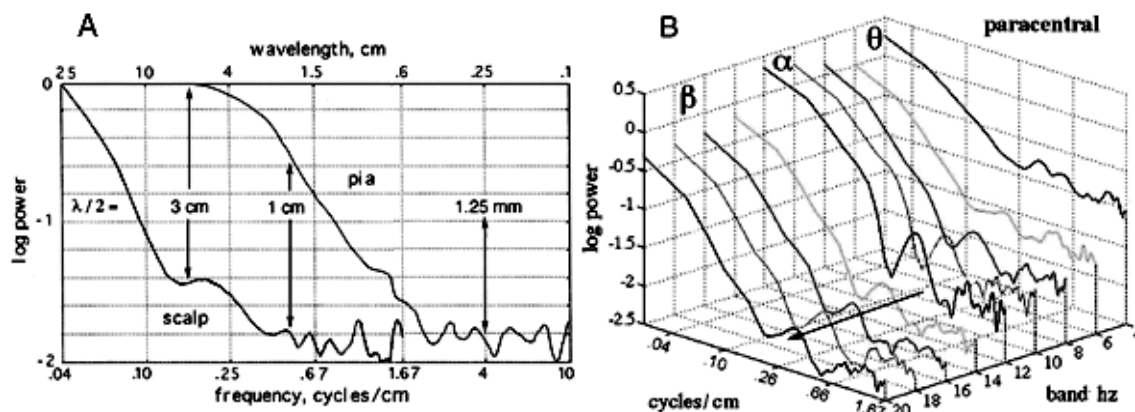 A
wavelength, cm
25 10 4 1.5 .6 .25 .1
0
-1
-2
log power
λ/2 = 3 cm 1 cm 1.25 mm
pia
scalp
.04 .10 .25 .67 1.67 4 10
frequency, cycles/cm
B
paracentral
θ
α
β
0.5
0
-0.5
-1
-1.5
-2
-2.5
log power
.04
.10
.26
.66
cycles/cm
20 18 16 14 12 10 8 6
band hz